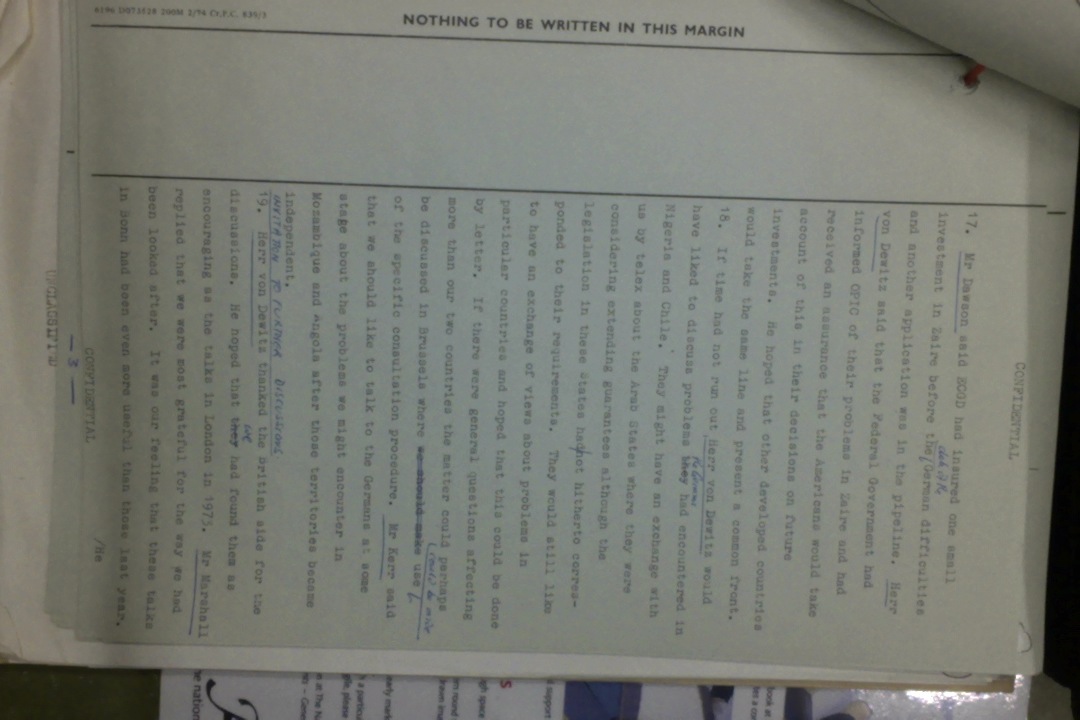 6196 D073528 200M 2/74 Cr.P.C. 835/3
NOTHING TO BE WRITTEN IN THIS MARGIN
CONFIDENTIAL
17. Mr Dawson said ECGD had insured one small
investment in Zaire before the German difficulties
and another application was in the pipeline. Herr
von Dewitz said that the Federal Government had
informed OPIC of their problems in Zaire and had
received an assurance that the Americans would take
account of this in their decisions on future
investments. He hoped that other developed countries
would take the same line and present a common front.
18. If time had not run out Herr von Dewitz would
have liked to discuss problems they had encountered in
Nigeria and Chile. They might have an exchange with
us by telex about the Arab States where they were
considering extending guarantees although the
legislation in these States had not hitherto corres-
ponded to their requirements. They would still like
to have an exchange of views about problems in
particular countries and hoped that this could be done
by letter. If there were general questions affecting
more than our two countries the matter could perhaps
be discussed in Brussels where we should make use (could be made
of the specific consultation procedure. Mr Kerr said
that we should like to talk to the Germans at some
stage about the problems we might encounter in
Mozambique and Angola after those territories became
independent.
INVITATION TO FURTHER DISCUSSIONS
19. Herr von Dewitz thanked the British side for the
discussions. He hoped that they we had found them as
encouraging as the talks in London in 1973. Mr Marshall
replied that we were most grateful for the way we had
been looked after. It was our feeling that these talks
in Bonn had been even more useful than those last year.
/He
CONFIDENTIAL
- 3 -